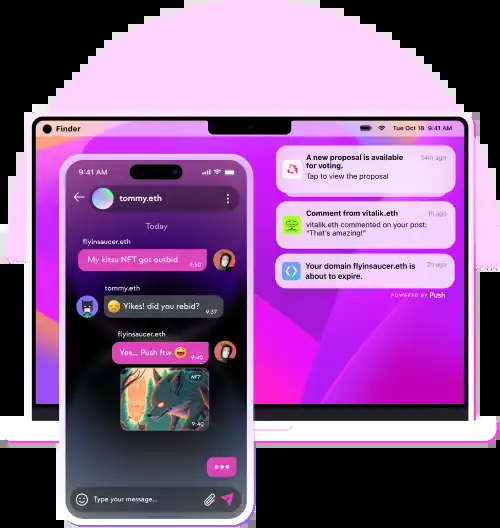 Finder
Tue Oct 18 9:41 AM
A new proposal is available
for voting.
54m ago
Tap to view the proposal
Comment from vitalik.eth
1h ago
vitalik.eth commented on your post:
"That's amazing!"
Your domain flyinsaucer.eth is
about to expire.
2h ago
POWERED BY Push
9:41 AM
tommy.eth
Today
flyinsaucer.eth
My kitsu NFT got outbid
9:30
tommy.eth
Yikes! did you rebid?
9:37
flyinsaucer.eth
Yes... Push ftw
9:40
NFT
9:40
Type your message...